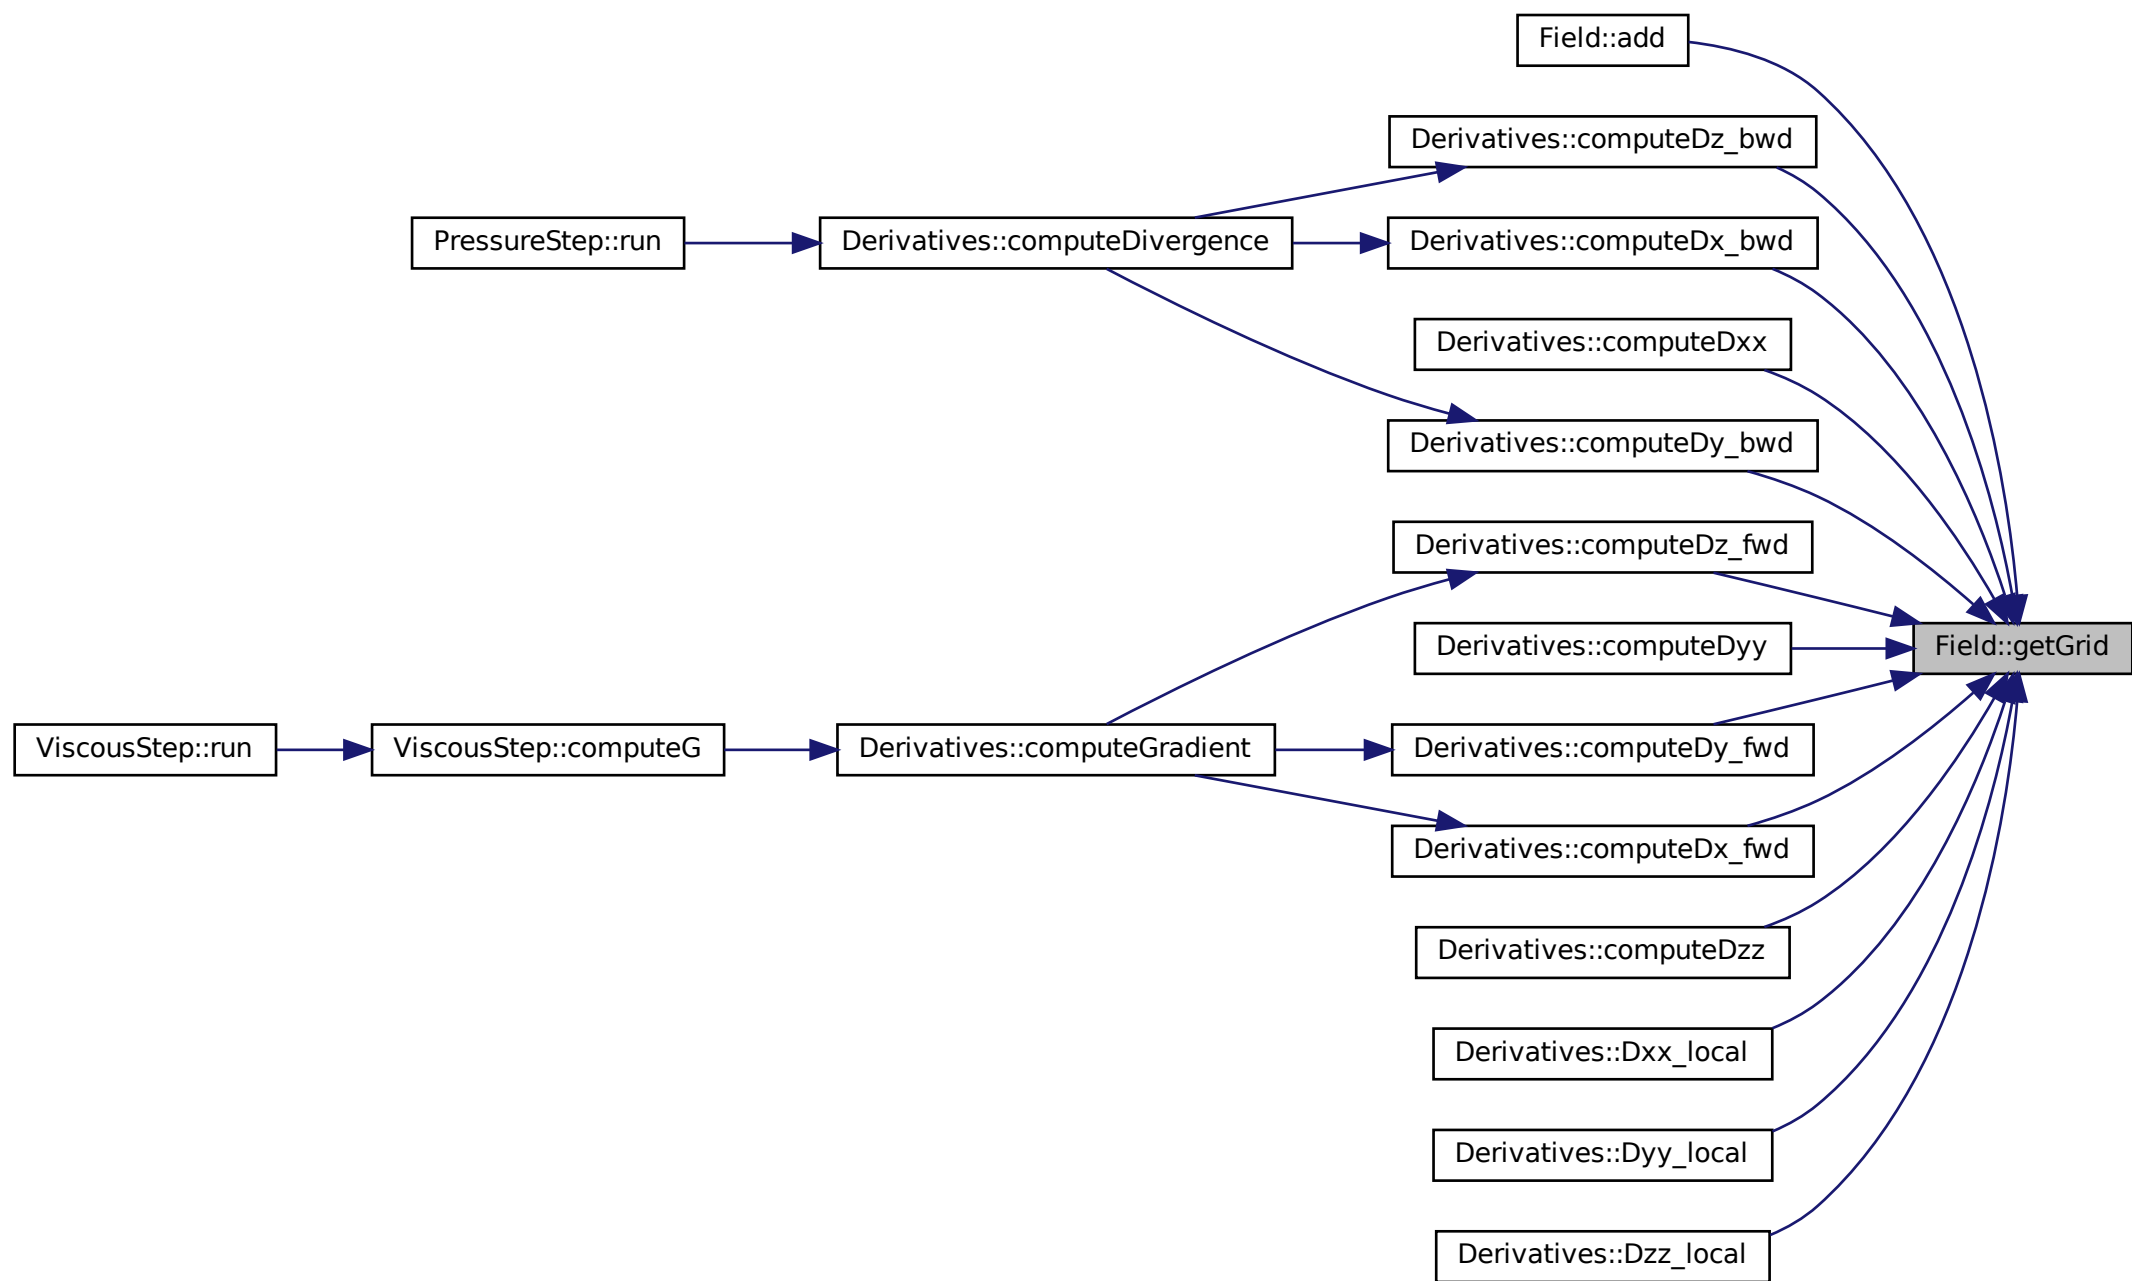 Field::add
Derivatives::computeDz_bwd
PressureStep::run
Derivatives::computeDivergence
Derivatives::computeDx_bwd
Derivatives::computeDxx
Derivatives::computeDy_bwd
Derivatives::computeDz_fwd
Derivatives::computeDyy
Field::getGrid
ViscousStep::run
ViscousStep::computeG
Derivatives::computeGradient
Derivatives::computeDy_fwd
Derivatives::computeDx_fwd
Derivatives::computeDzz
Derivatives::Dxx_local
Derivatives::Dyy_local
Derivatives::Dzz_local